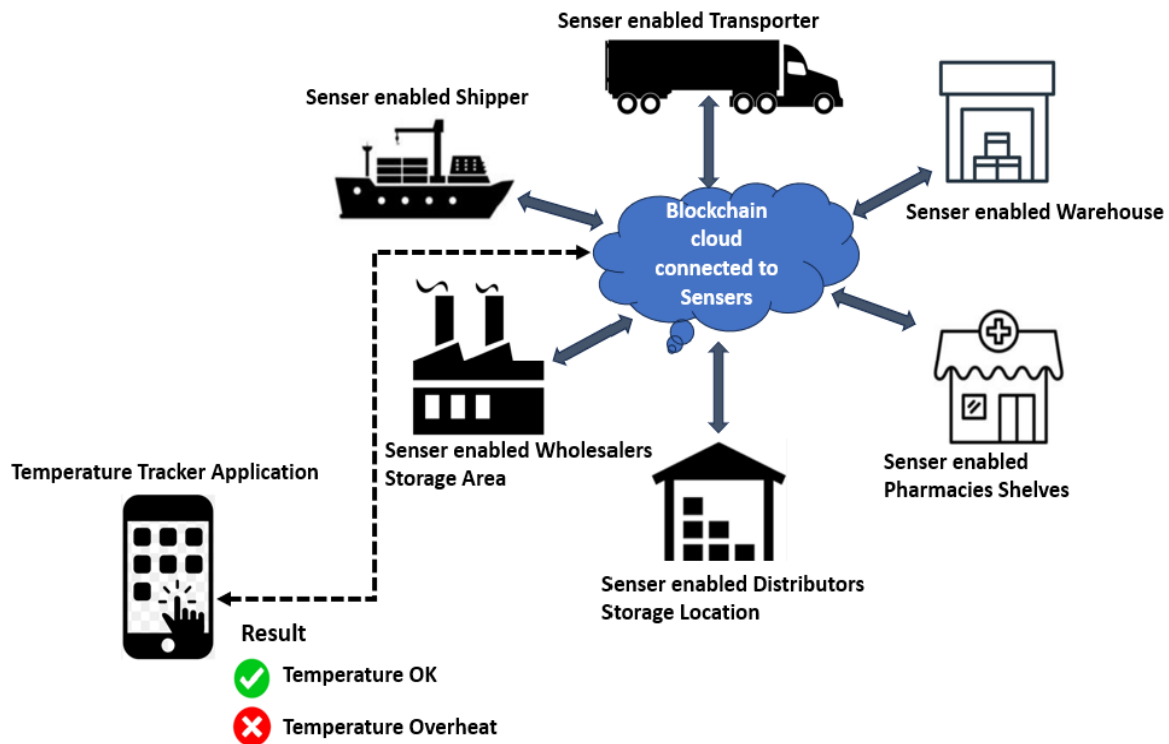 Senser enabled Transporter
Senser enabled Shipper
Blockchain
cloud
connected to
Sensers
Senser enabled Warehouse
Senser enabled Wholesalers
Storage Area
Senser enabled
Pharmacies Shelves
Temperature Tracker Application
Senser enabled Distributors
Storage Location
Result
Temperature OK
Temperature Overheat